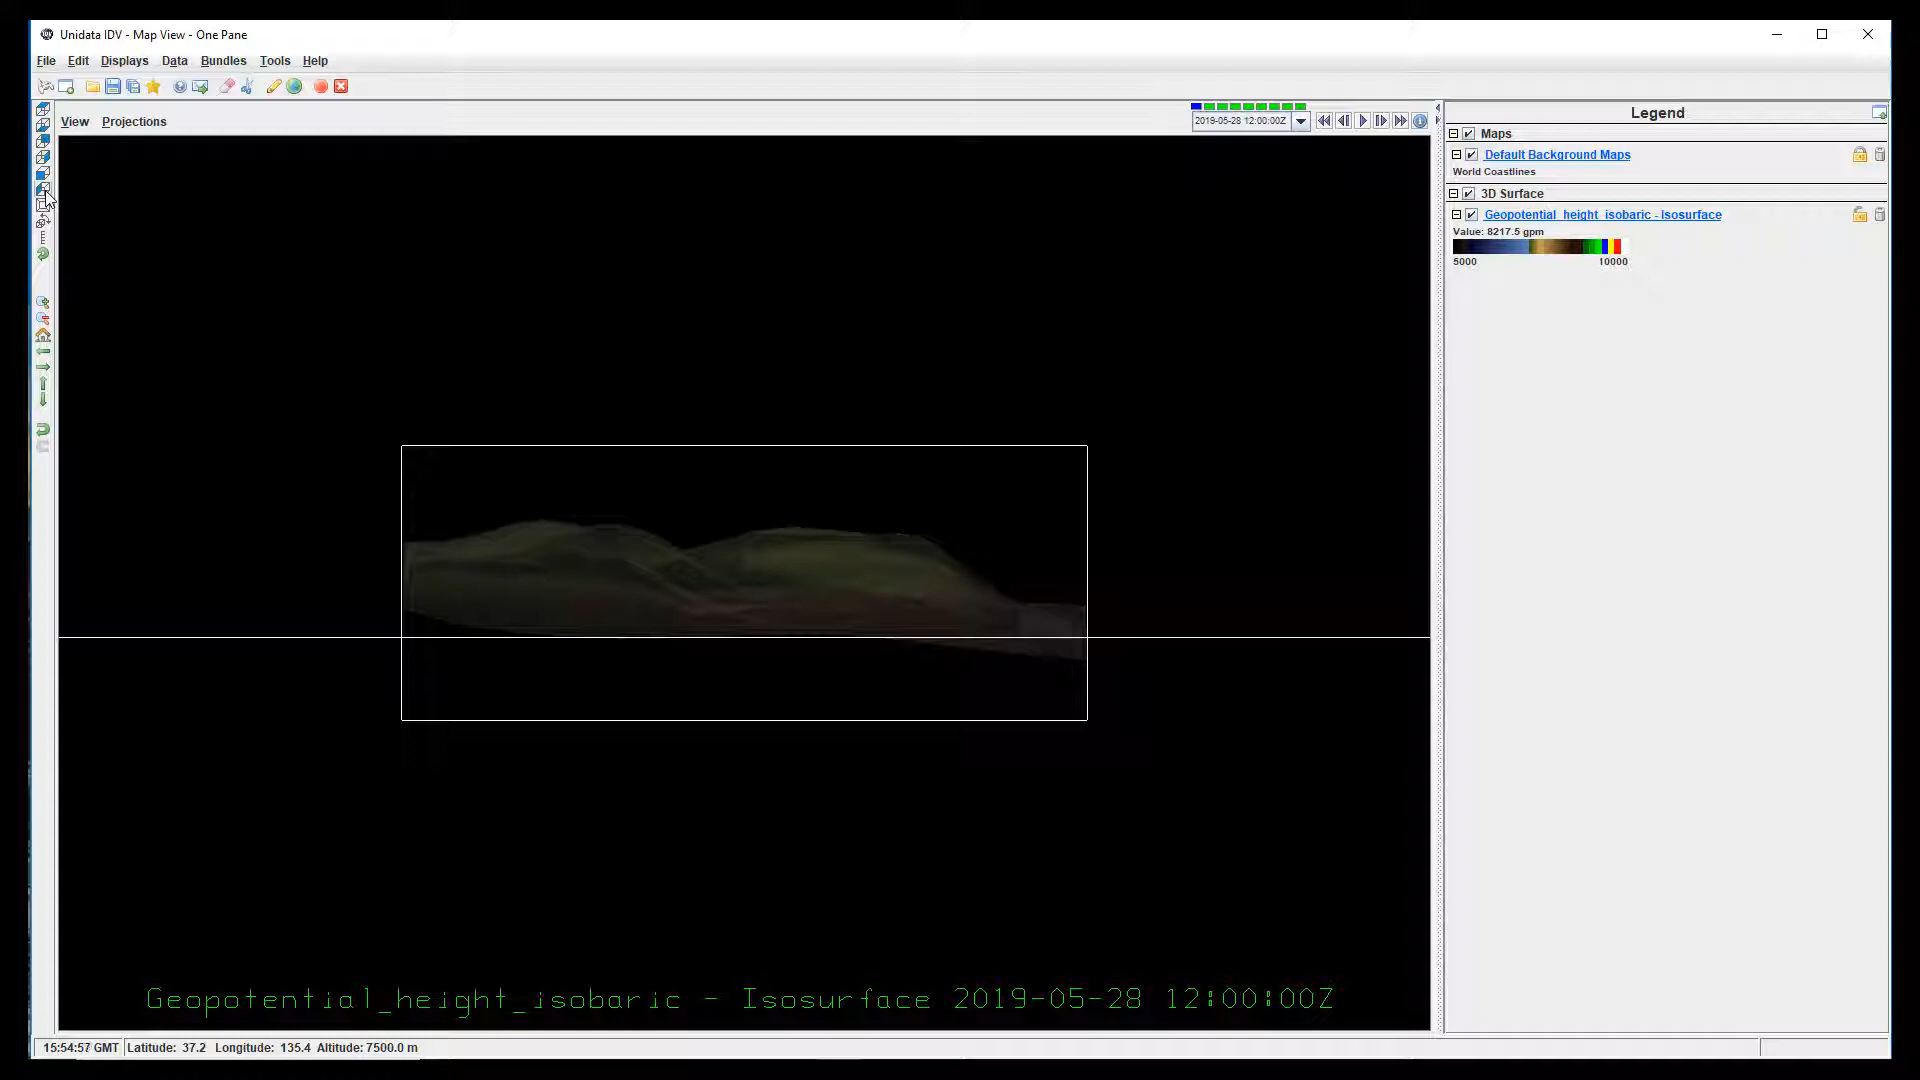 Unidata IDV - Map View - One Pane
File Edit Displays Data Bundles Tools Help
View Projections
2019-05-28 12:00:00Z
Legend
Maps
Default Background Maps
World Coastlines
3D Surface
Geopotential_height_isobaric - Isosurface
Value: 8217.5 gpm
5000 10000
Geopotential_height_isobaric - Isosurface 2019-05-28 12:00:00Z
15:54:57 GMT Latitude: 37.2 Longitude: 135.4 Altitude: 7500.0 m